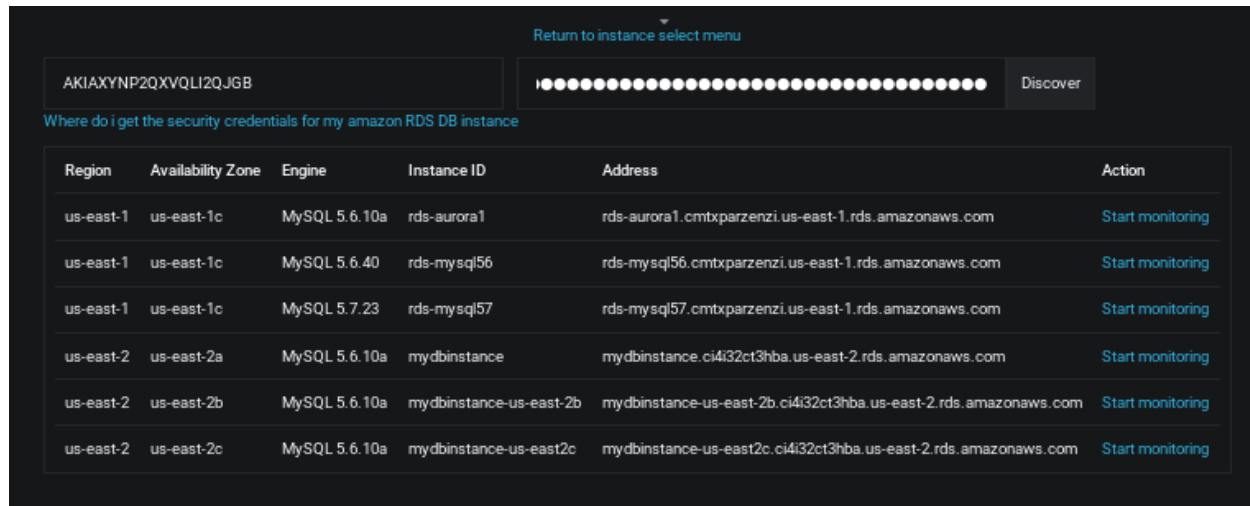 Return to instance select menu
AKIAXYNP2QXVQLI2QJGB Discover
Where do i get the security credentials for my amazon RDS DB instance
Region Availability Zone Engine Instance ID Address Action
us-east-1 us-east-1c MySQL 5.6.10a rds-aurora1 rds-aurora1.cmtxparzenzi.us-east-1.rds.amazonaws.com Start monitoring
us-east-1 us-east-1c MySQL 5.6.40 rds-mysql56 rds-mysql56.cmtxparzenzi.us-east-1.rds.amazonaws.com Start monitoring
us-east-1 us-east-1c MySQL 5.7.23 rds-mysql57 rds-mysql57.cmtxparzenzi.us-east-1.rds.amazonaws.com Start monitoring
us-east-2 us-east-2a MySQL 5.6.10a mydbinstance mydbinstance.ci4i32ct3hba.us-east-2.rds.amazonaws.com Start monitoring
us-east-2 us-east-2b MySQL 5.6.10a mydbinstance-us-east-2b mydbinstance-us-east-2b.ci4i32ct3hba.us-east-2.rds.amazonaws.com Start monitoring
us-east-2 us-east-2c MySQL 5.6.10a mydbinstance-us-east2c mydbinstance-us-east2c.ci4i32ct3hba.us-east-2.rds.amazonaws.com Start monitoring